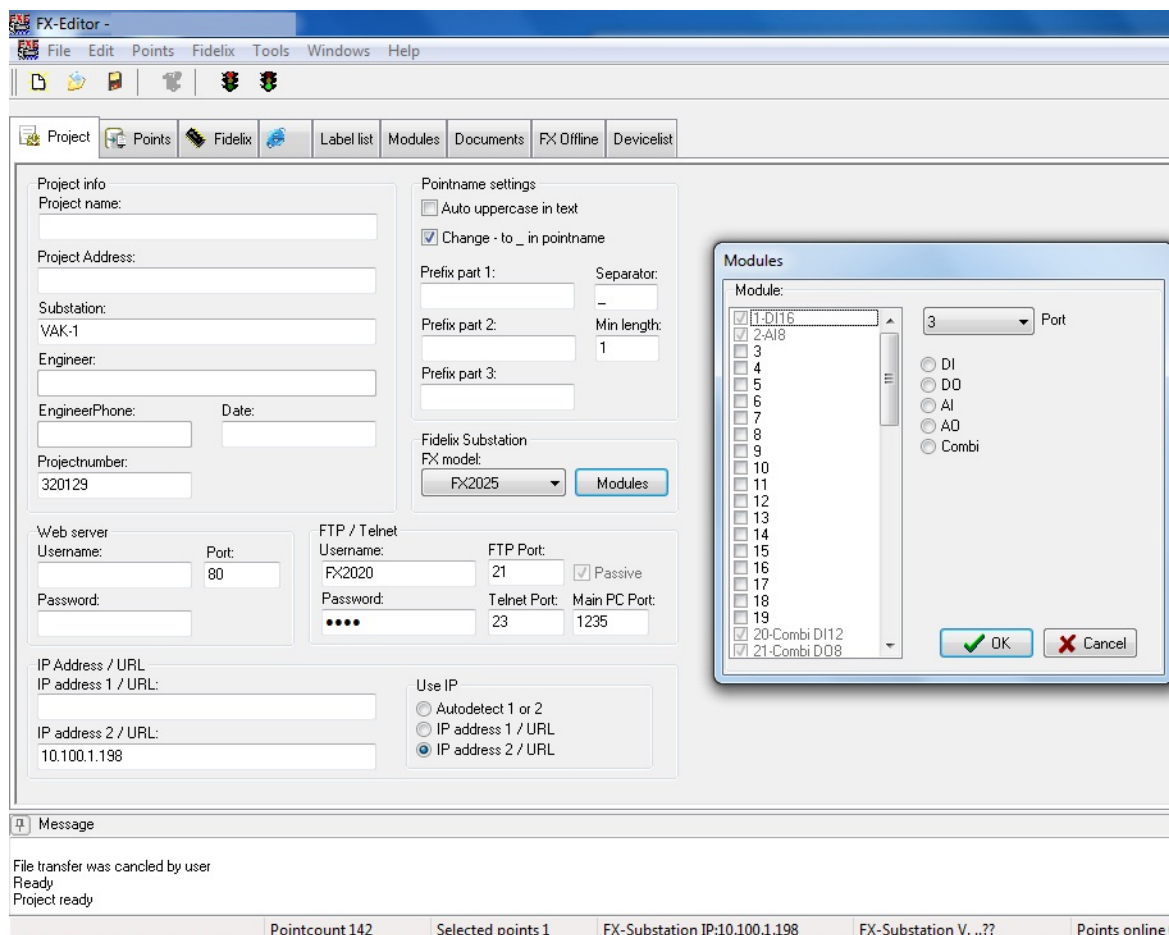 FX-Editor -
File Edit Points Fidelix Tools Windows Help
Project Points Fidelix Label list Modules Documents FX Offline Devicelist
Project info
Project name:
Project Address:
Substation:
VAK-1
Engineer:
EngineerPhone: Date:
Projectnumber:
320129
Pointname settings
Auto uppercase in text
Change - to _ in pointname
Prefix part 1: Separator:
_
Prefix part 2: Min length:
1
Prefix part 3:
Fidelix Substation
FX model:
FX2025 Modules
Web server
Username: Port:
80
Password:
FTP / Telnet
Username: FTP Port:
FX2020 21 Passive
Password: Telnet Port: Main PC Port:
●●●● 23 1235
IP Address / URL
IP address 1 / URL:
IP address 2 / URL:
10.100.1.198
Use IP
Autodetect 1 or 2
IP address 1 / URL
IP address 2 / URL
Modules
Module:
1-DI16
2-AI8
3
4
5
6
7
8
9
10
11
12
13
14
15
16
17
18
19
20-Combi DI12
21-Combi DO8
3 Port
DI
DO
AI
AO
Combi
OK Cancel
Message
File transfer was cancled by user
Ready
Project ready
Pointcount 142 Selected points 1 FX-Substation IP:10.100.1.198 FX-Substation V. ..?? Points online